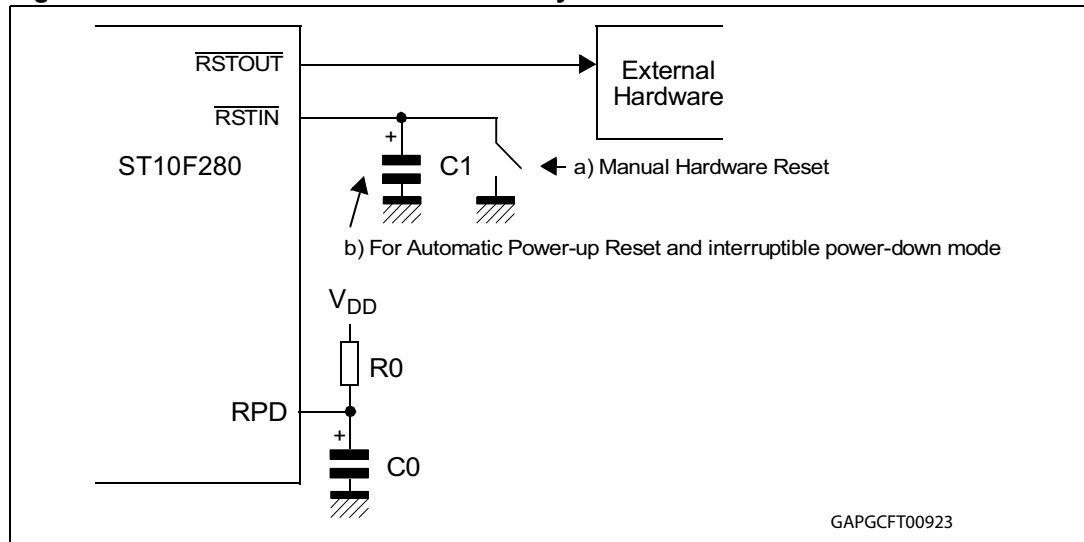 RSTOUT
External
Hardware
RSTIN
+
ST10F280
C1
a) Manual Hardware Reset
b) For Automatic Power-up Reset and interruptible power-down mode
VDD
R0
RPD
+
C0
GAPGCFT00923